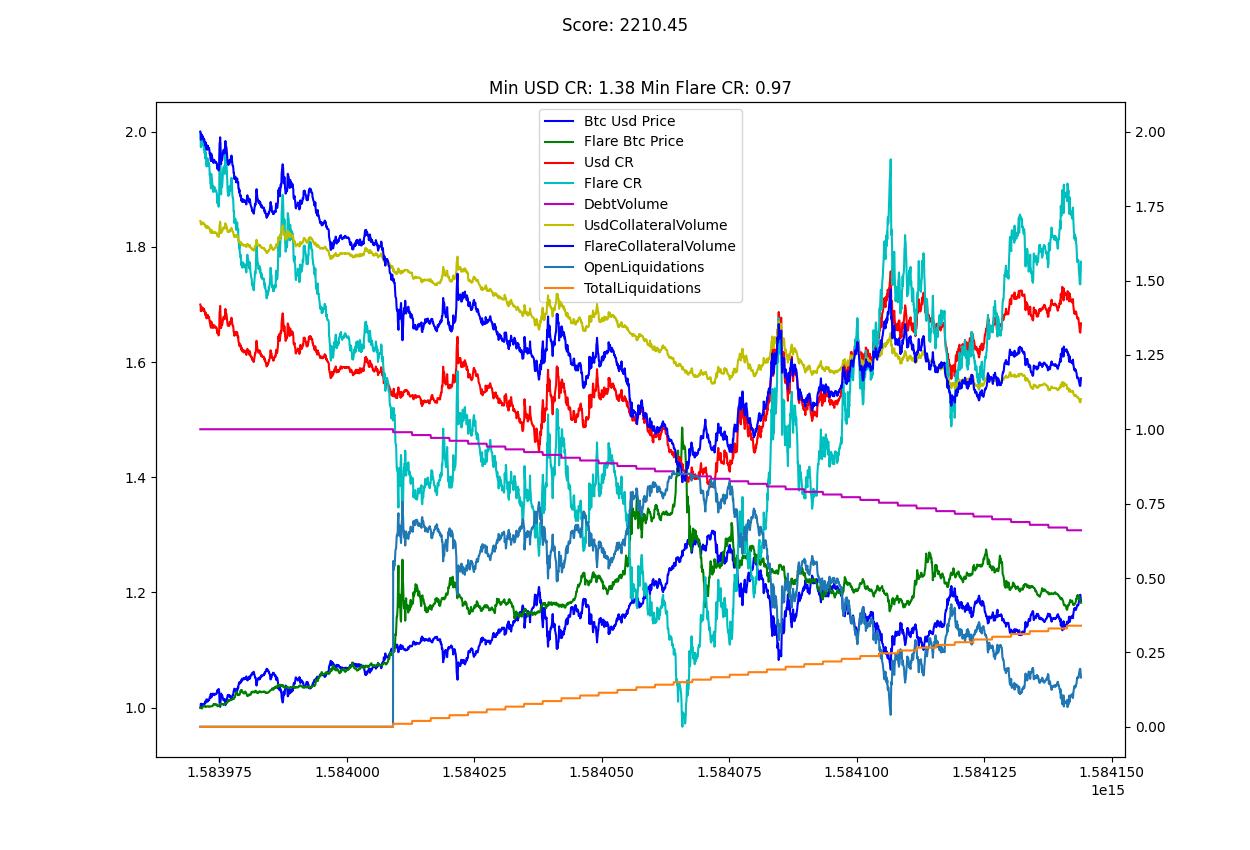 Score: 2210.45
Min USD CR: 1.38 Min Flare CR: 0.97
Btc Usd Price
Flare Btc Price
Usd CR
Flare CR
DebtVolume
UsdCollateralVolume
FlareCollateralVolume
OpenLiquidations
TotalLiquidations
2.0
1.8
1.6
1.4
1.2
1.0
2.00
1.75
1.50
1.25
1.00
0.75
0.50
0.25
0.00
1.583975 1.584000 1.584025 1.584050 1.584075 1.584100 1.584125 1.584150
1e15